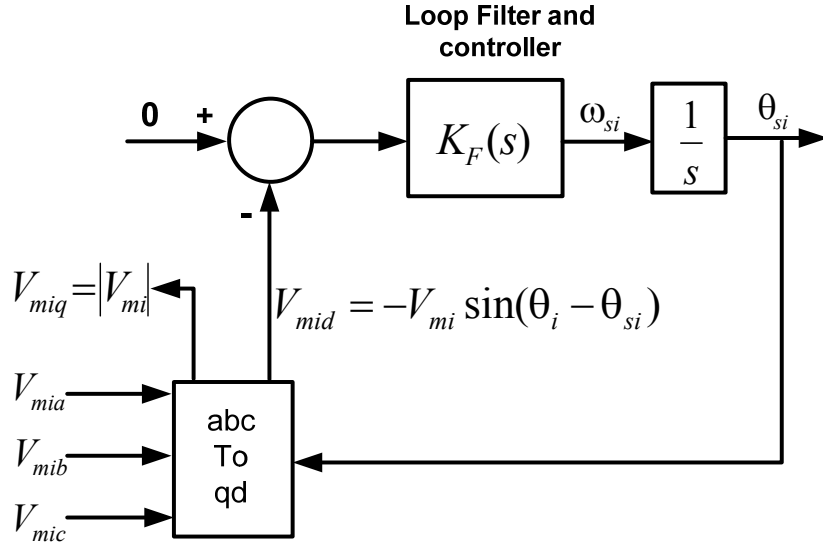 Loop Filter and
controller
0 +
K_F(s)
ω_si
1/s
θ_si
-
V_miq=|V_mi|
V_mid = −V_mi sin(θ_i − θ_si)
V_mia
V_mib
V_mic
abc
To
qd